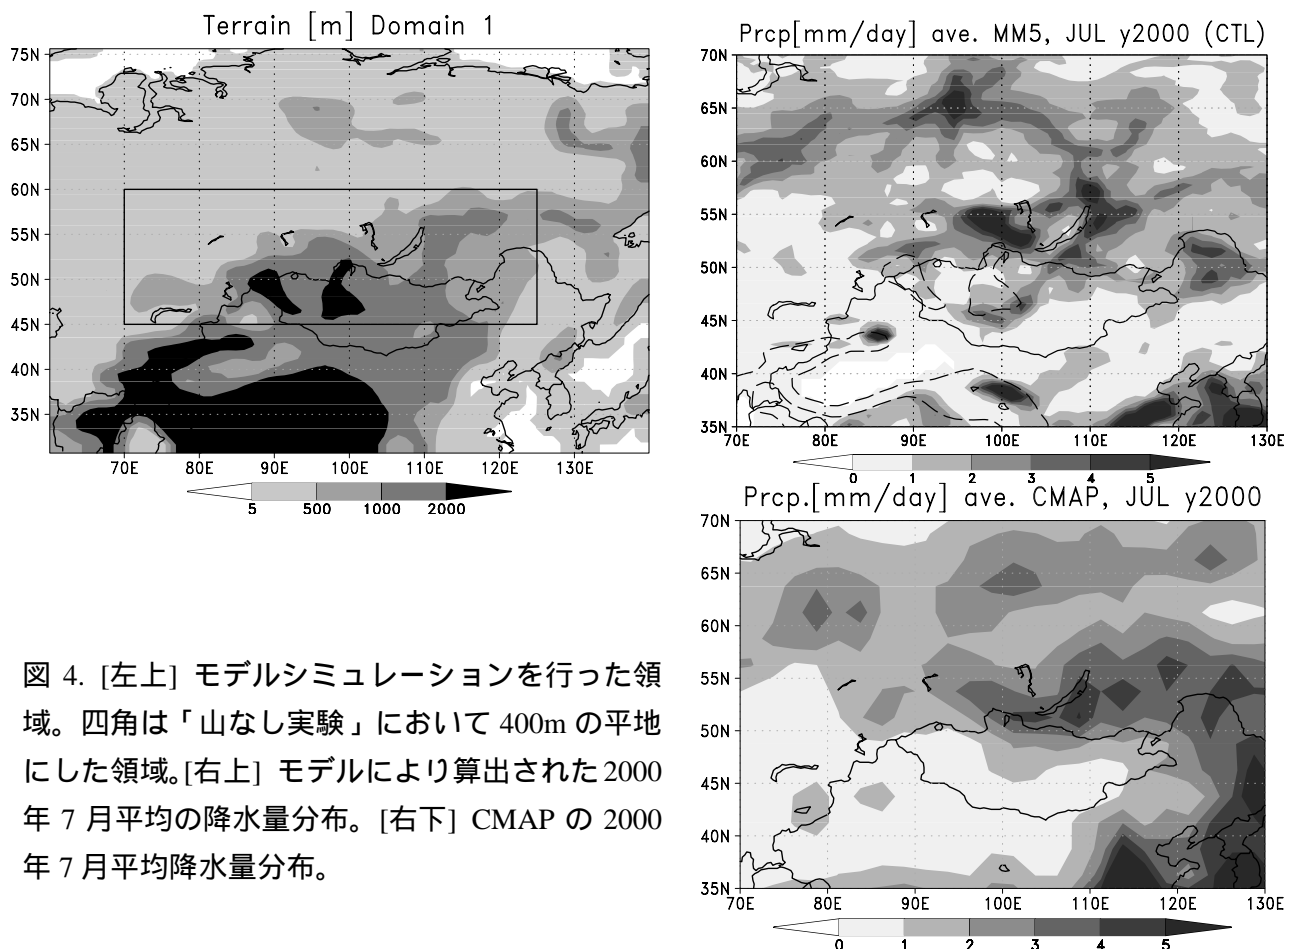 Terrain [m] Domain 1
75N
70N
65N
60N
55N
50N
45N
40N
35N
70E 80E 90E 100E 110E 120E 130E
5 500 1000 2000
Prcp[mm/day] ave. MM5, JUL y2000 (CTL)
70N
65N
60N
55N
50N
45N
40N
35N
70E 80E 90E 100E 110E 120E 130E
0 1 2 3 4 5
Prcp.[mm/day] ave. CMAP, JUL y2000
70N
65N
60N
55N
50N
45N
40N
35N
70E 80E 90E 100E 110E 120E 130E
0 1 2 3 4 5
図 4. [左上] モデルシミュレーションを行った領
域。四角は「山なし実験」において 400m の平地
にした領域。[右上] モデルにより算出された 2000
年 7 月平均の降水量分布。[右下] CMAP の 2000
年 7 月平均降水量分布。